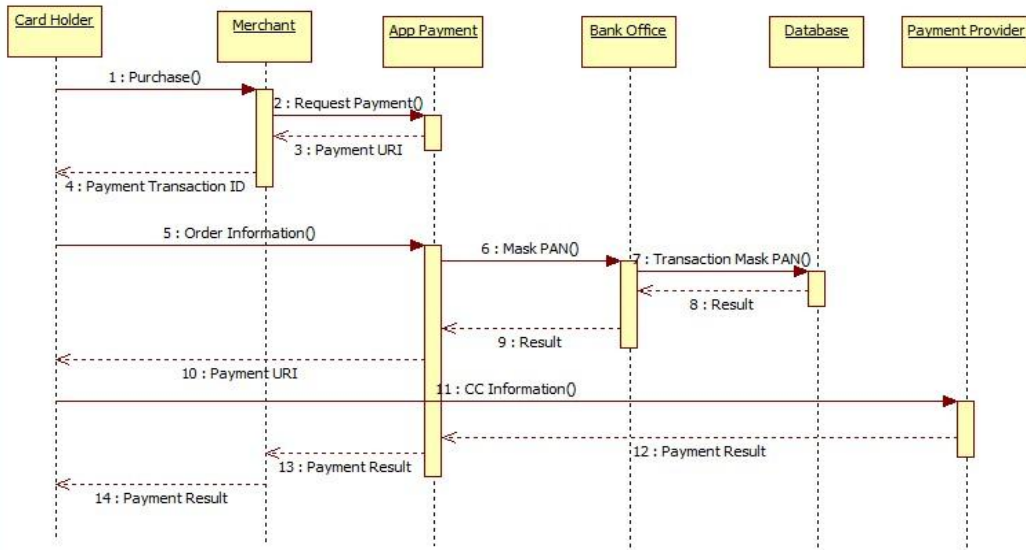 Card Holder
Merchant
App Payment
Bank Office
Database
Payment Provider
1 : Purchase()
2 : Request Payment()
3 : Payment URI
4 : Payment Transaction ID
5 : Order Information()
6 : Mask PAN()
7 : Transaction Mask PAN()
8 : Result
9 : Result
10 : Payment URI
11 : CC Information()
12 : Payment Result
13 : Payment Result
14 : Payment Result